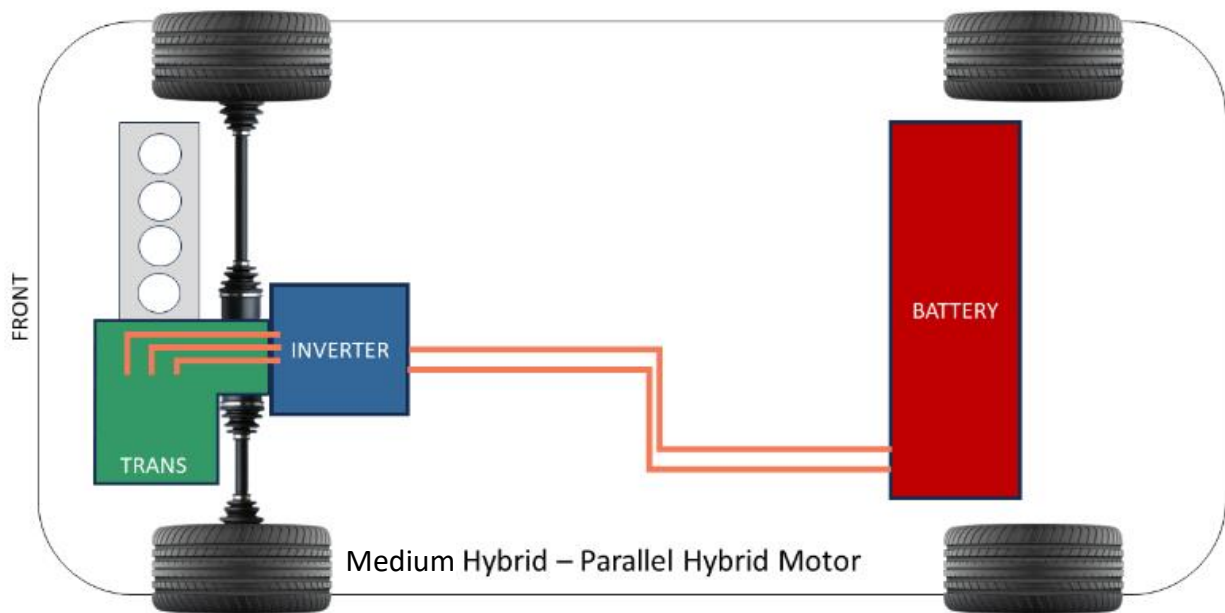 FRONT
INVERTER
BATTERY
TRANS
Medium Hybrid – Parallel Hybrid Motor